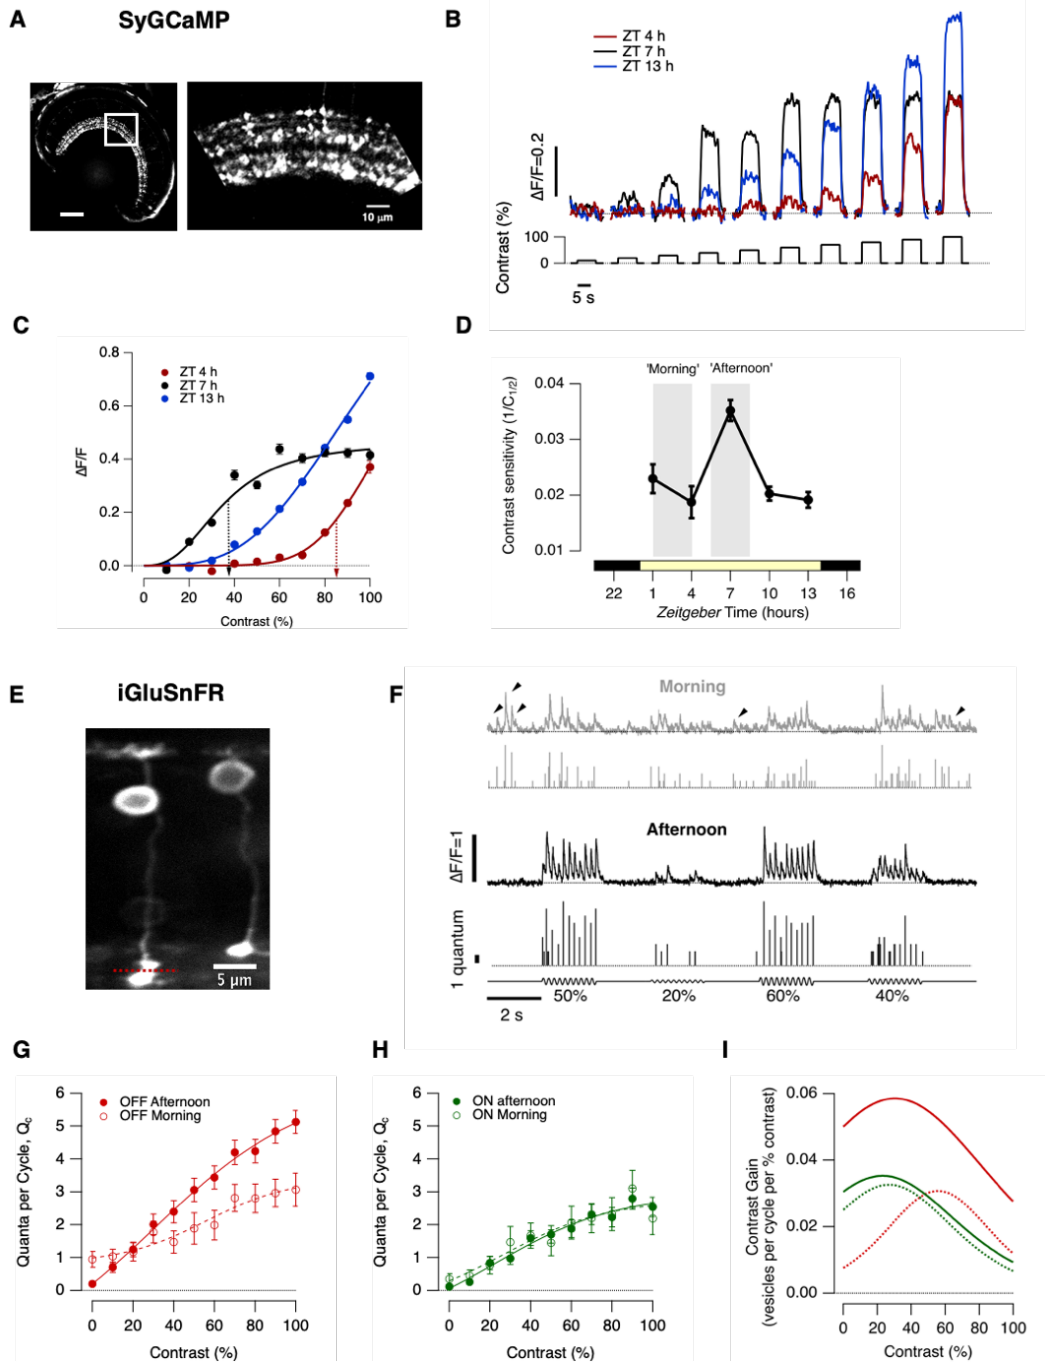 A
SyGCaMP
10 µm
B
ZT 4 h
ZT 7 h
ZT 13 h
ΔF/F=0.2
Contrast (%)
100
0
5 s
C
ΔF/F
0.8
0.6
0.4
0.2
0.0
ZT 4 h
ZT 7 h
ZT 13 h
0 20 40 60 80 100
Contrast (%)
D
'Morning' 'Afternoon'
Contrast sensitivity (1/C1/2)
0.04
0.03
0.02
0.01
22 1 4 7 10 13 16
Zeitgeber Time (hours)
E
iGluSnFR
5 µm
F
Morning
Afternoon
ΔF/F=1
1 quantum
50% 20% 60% 40%
2 s
G
Quanta per Cycle, Qc
6
5
4
3
2
1
0
OFF Afternoon
OFF Morning
0 20 40 60 80 100
Contrast (%)
H
Quanta per Cycle, Qc
6
5
4
3
2
1
0
ON afternoon
ON Morning
0 20 40 60 80 100
Contrast (%)
I
Contrast Gain
(vesicles per cycle per % contrast)
0.06
0.04
0.02
0.00
0 20 40 60 80 100
Contrast (%)